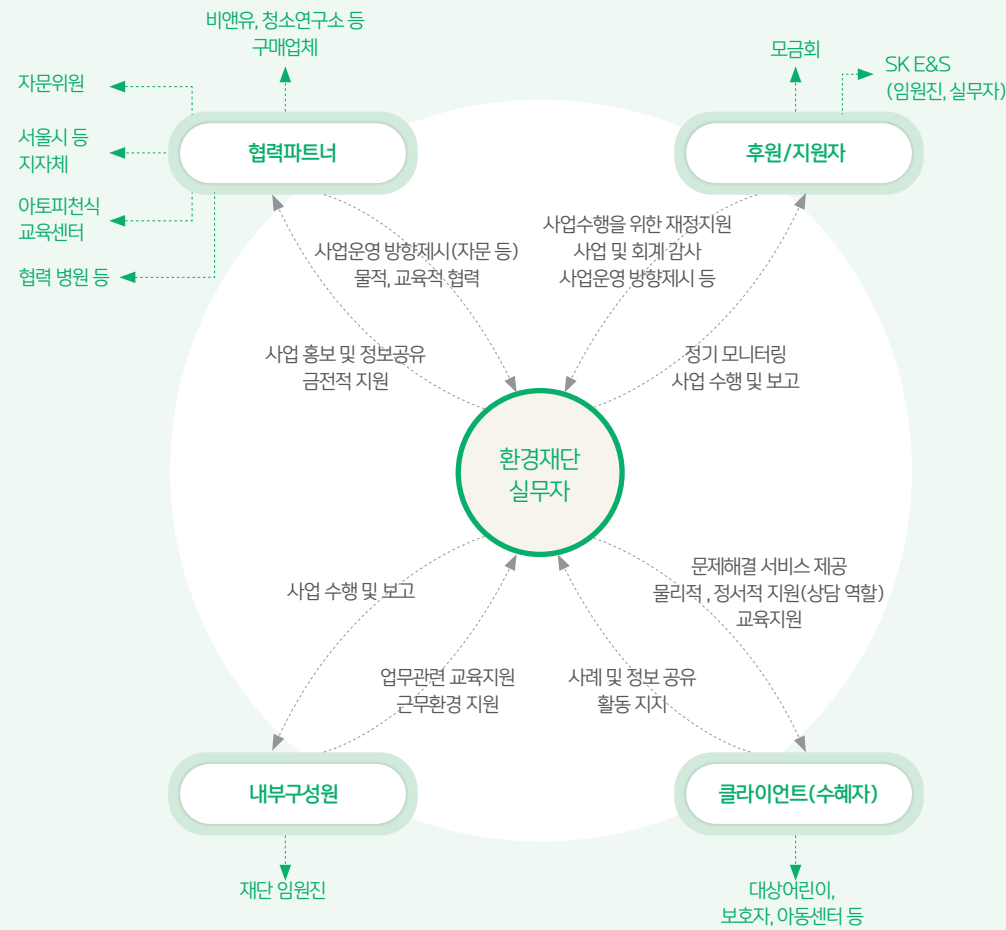 비앤유, 청소연구소 등
구매업체
자문위원
서울시 등
지자체
아토피천식
교육센터
협력 병원 등
협력파트너
모금회
SK E&S
(임원진, 실무자)
후원/지원자
사업운영 방향제시(자문 등)
물적, 교육적 협력
사업수행을 위한 재정지원
사업 및 회계 감사
사업운영 방향제시 등
사업 홍보 및 정보공유
금전적 지원
정기 모니터링
사업 수행 및 보고
환경재단
실무자
사업 수행 및 보고
문제해결 서비스 제공
물리적 , 정서적 지원(상담 역할)
교육지원
업무관련 교육지원
근무환경 지원
사례 및 정보 공유
활동 지지
내부구성원
클라이언트(수혜자)
재단 임원진
대상어린이,
보호자, 아동센터 등